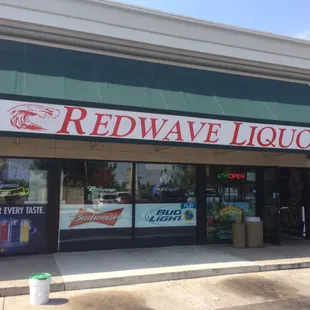 REDWAVE LIQUO
OPEN
Budweiser
Budweiser
BUD
LIGHT
R EVERY TASTE